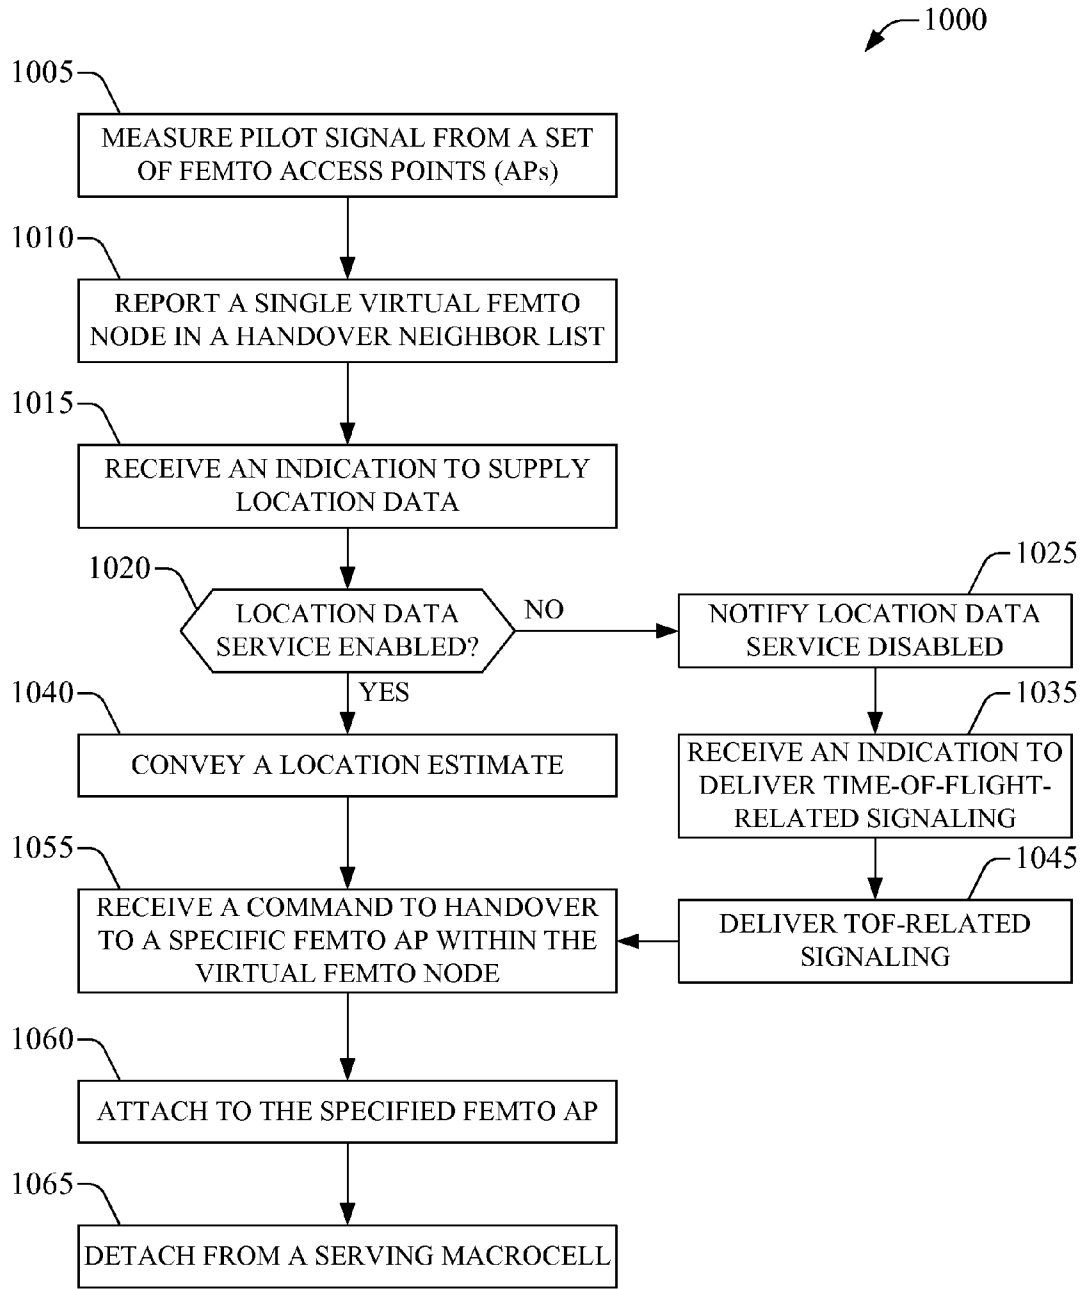 1000
1005
MEASURE PILOT SIGNAL FROM A SET
OF FEMTO ACCESS POINTS (APs)
1010
REPORT A SINGLE VIRTUAL FEMTO
NODE IN A HANDOVER NEIGHBOR LIST
1015
RECEIVE AN INDICATION TO SUPPLY
LOCATION DATA
1020
LOCATION DATA
SERVICE ENABLED?
NO
YES
1025
NOTIFY LOCATION DATA
SERVICE DISABLED
1035
RECEIVE AN INDICATION TO
DELIVER TIME-OF-FLIGHT-
RELATED SIGNALING
1040
CONVEY A LOCATION ESTIMATE
1045
DELIVER TOF-RELATED
SIGNALING
1055
RECEIVE A COMMAND TO HANDOVER
TO A SPECIFIC FEMTO AP WITHIN THE
VIRTUAL FEMTO NODE
1060
ATTACH TO THE SPECIFIED FEMTO AP
1065
DETACH FROM A SERVING MACROCELL